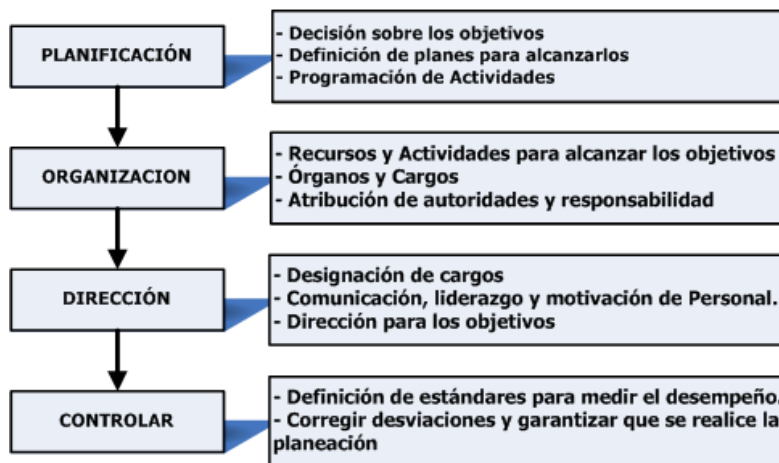 PLANIFICACIÓN
- Decisión sobre los objetivos
- Definición de planes para alcanzarlos
- Programación de Actividades
ORGANIZACION
- Recursos y Actividades para alcanzar los objetivos
- Órganos y Cargos
- Atribución de autoridades y responsabilidad
DIRECCIÓN
- Designación de cargos
- Comunicación, liderazgo y motivación de Personal.
- Dirección para los objetivos
CONTROLAR
- Definición de estándares para medir el desempeño.
- Corregir desviaciones y garantizar que se realice la
planeación